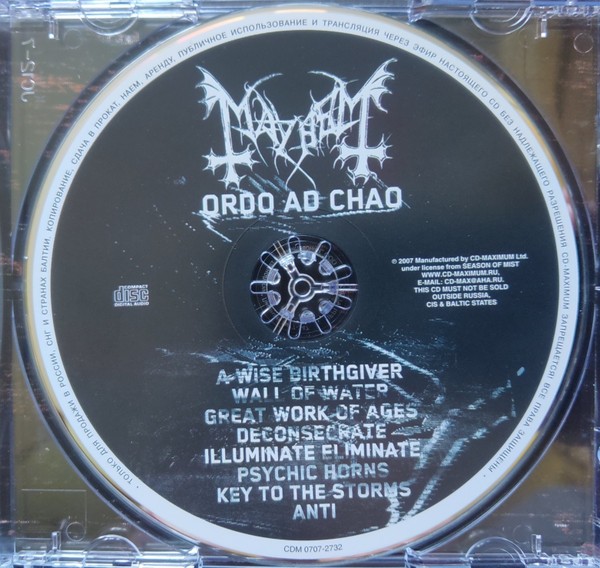 • ТОЛЬКО ДЛЯ ПРОДАЖИ В РОССИИ, СНГ И СТРАНАХ БАЛТИИ. КОПИРОВАНИЕ, СДАЧА В ПРОКАТ, НАЕМ, АРЕНДУ, ПУБЛИЧНОЕ ИСПОЛЬЗОВАНИЕ И ТРАНСЛЯЦИЯ ЧЕРЕЗ ЭФИР НАСТОЯЩЕГО CD БЕЗ НАДЛЕЖАЩЕГО РАЗРЕШЕНИЯ CD-MAXIMUM ЗАПРЕЩАЕТСЯ! ВСЕ ПРАВА ЗАЩИЩЕНЫ •
MAYHEM
ORDO AD CHAO
© 2007 Manufactured by CD-MAXIMUM Ltd.
under license from SEASON OF MIST
WWW.CD-MAXIMUM.RU,
E-MAIL: CD-MAX@AHA.RU.
THIS CD MUST NOT BE SOLD
OUTSIDE RUSSIA,
CIS & BALTIC STATES
COMPACT
disc
DIGITAL AUDIO
A WISE BIRTHGIVER
WALL OF WATER
GREAT WORK OF AGES
DECONSECRATE
ILLUMINATE ELIMINATE
PSYCHIC HORNS
KEY TO THE STORMS
ANTI
CDM 0707-2732